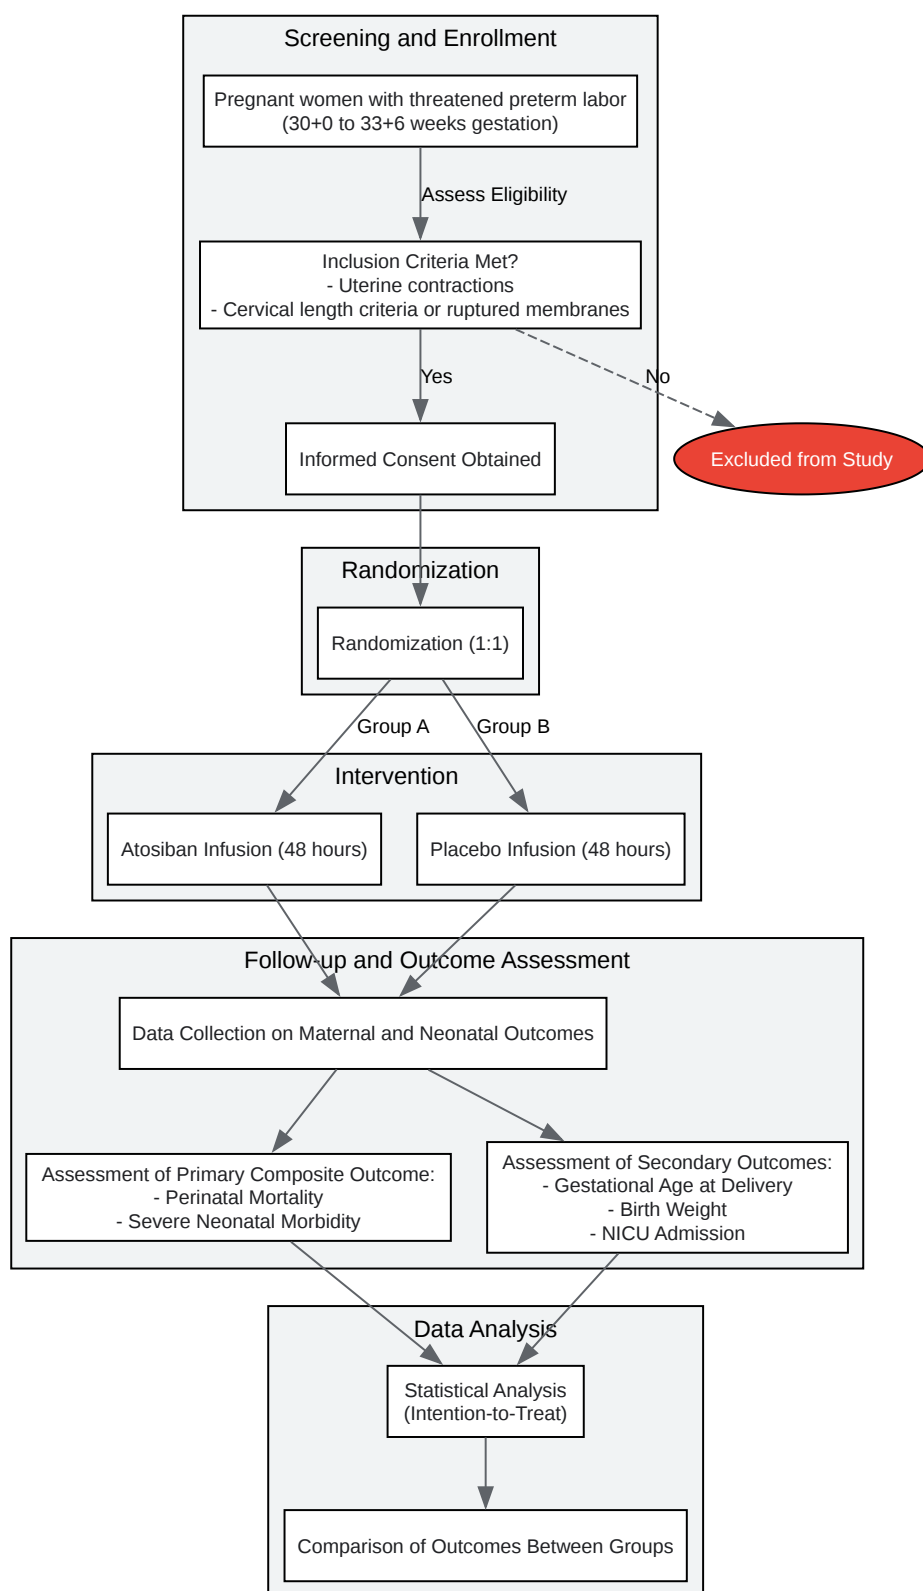 Screening and Enrollment
Pregnant women with threatened preterm labor
(30+0 to 33+6 weeks gestation)
Assess Eligibility
Inclusion Criteria Met?
- Uterine contractions
- Cervical length criteria or ruptured membranes
Yes
No
Informed Consent Obtained
Excluded from Study
Randomization
Randomization (1:1)
Group A
Group B
Intervention
Atosiban Infusion (48 hours)
Placebo Infusion (48 hours)
Follow-up and Outcome Assessment
Data Collection on Maternal and Neonatal Outcomes
Assessment of Primary Composite Outcome:
- Perinatal Mortality
- Severe Neonatal Morbidity
Assessment of Secondary Outcomes:
- Gestational Age at Delivery
- Birth Weight
- NICU Admission
Data Analysis
Statistical Analysis
(Intention-to-Treat)
Comparison of Outcomes Between Groups